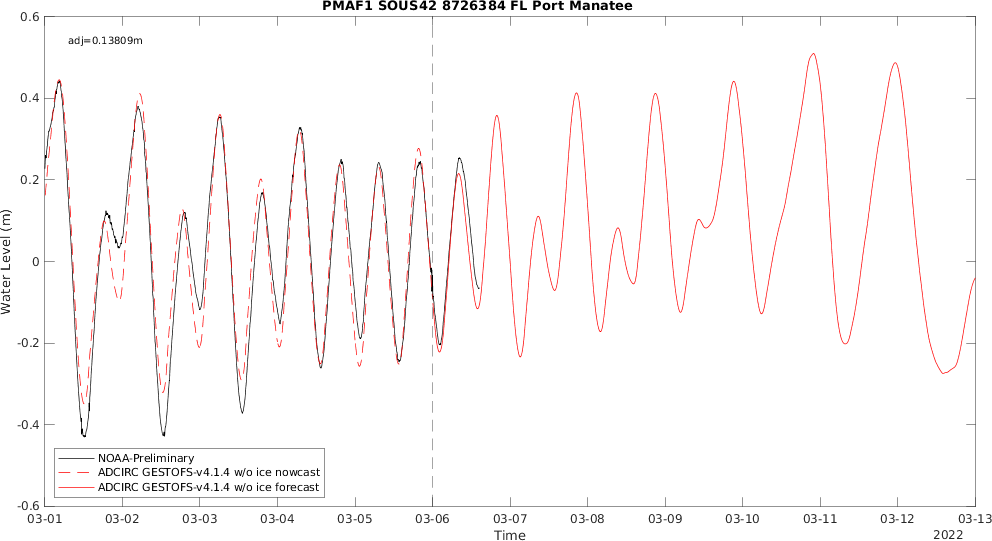 PMAF1 SOUS42 8726384 FL Port Manatee
adj=0.13809m
Water Level (m)
0.6
0.4
0.2
0
-0.2
-0.4
-0.6
NOAA-Preliminary
ADCIRC GESTOFS-v4.1.4 w/o ice nowcast
ADCIRC GESTOFS-v4.1.4 w/o ice forecast
03-01 03-02 03-03 03-04 03-05 03-06 03-07 03-08 03-09 03-10 03-11 03-12 03-13
Time
2022